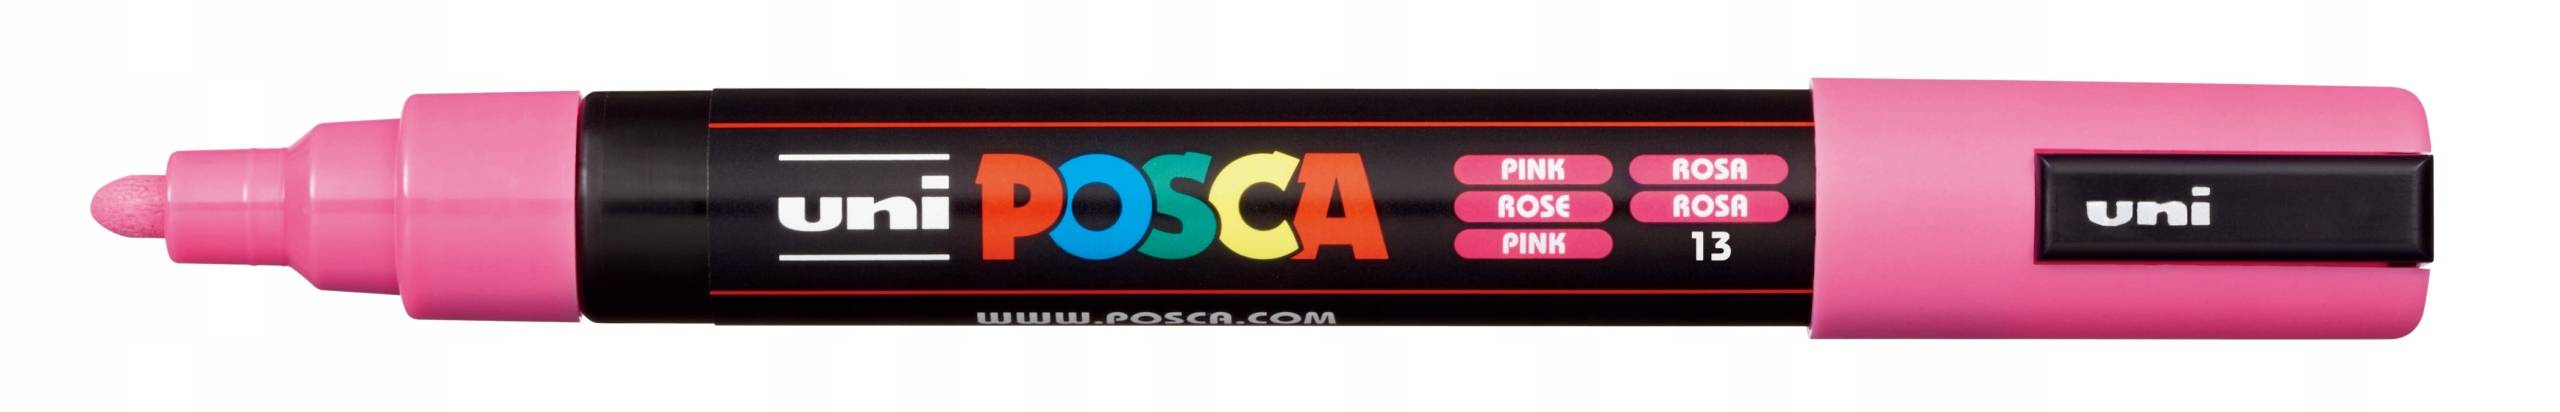 uni POSCA
PINK ROSA
ROSE ROSA
PINK 13
WWW.POSCA.COM
uni